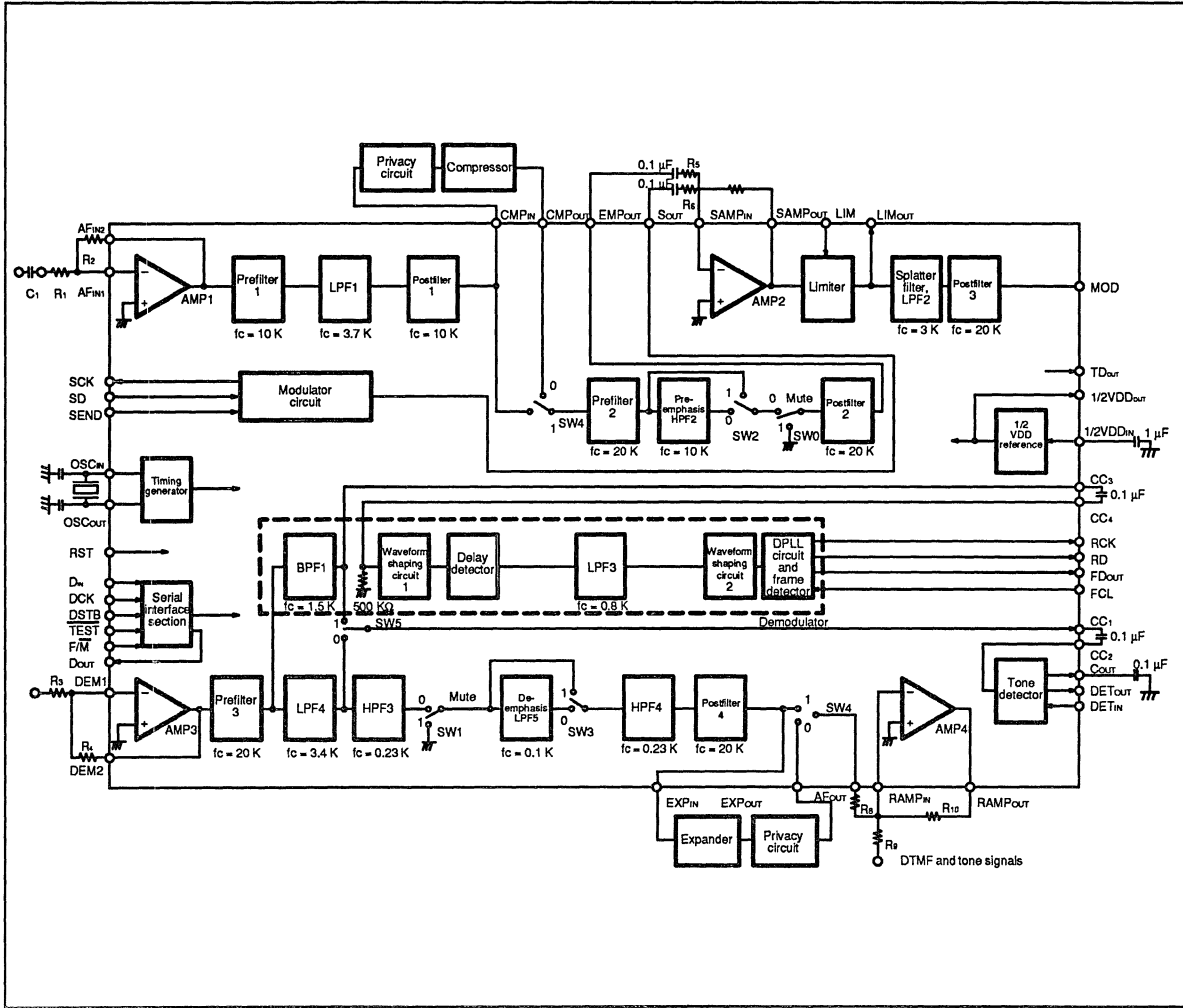 Privacy circuit
Compressor
0.1 µF
R5
0.1 µF
R6
CMPIN
CMPOUT
EMPOUT
SOUT
SAMPIN
SAMPOUT
LIM
LIMOUT
AFIN2
R2
C1
R1
AFIN1
−
+
AMP1
Prefilter 1
fc = 10 K
LPF1
fc = 3.7 K
Postfilter 1
fc = 10 K
−
+
AMP2
Limiter
Splatter filter, LPF2
fc = 3 K
Postfilter 3
fc = 20 K
MOD
SCK
SD
SEND
Modulator circuit
0
1
SW4
Prefilter 2
fc = 20 K
Pre-emphasis HPF2
fc = 10 K
1
0
SW2
0
Mute
1
SW0
Postfilter 2
fc = 20 K
TDOUT
1/2VDDOUT
1/2 VDD reference
1/2VDDIN
1 µF
OSCIN
OSCOUT
Timing generator
CC3
0.1 µF
CC4
RST
BPF1
fc = 1.5 K
500 KΩ
Waveform shaping circuit 1
Delay detector
LPF3
fc = 0.8 K
Waveform shaping circuit 2
DPLL circuit and frame detector
RCK
RD
FDOUT
FCL
DIN
DCK
DSTB
TEST
F/M
DOUT
Serial interface section
1
0
SW5
Demodulator
CC1
0.1 µF
CC2
COUT
0.1 µF
DETOUT
DETIN
Tone detector
R3
DEM1
R4
DEM2
−
+
AMP3
Prefilter 3
fc = 20 K
LPF4
fc = 3.4 K
HPF3
fc = 0.23 K
0
Mute
1
SW1
De-emphasis LPF5
fc = 0.1 K
1
0
SW3
HPF4
fc = 0.23 K
Postfilter 4
fc = 20 K
1
0
SW4
−
+
AMP4
EXPIN
EXPOUT
AFOUT
R8
RAMPIN
R10
RAMPOUT
Expander
Privacy circuit
R9
DTMF and tone signals